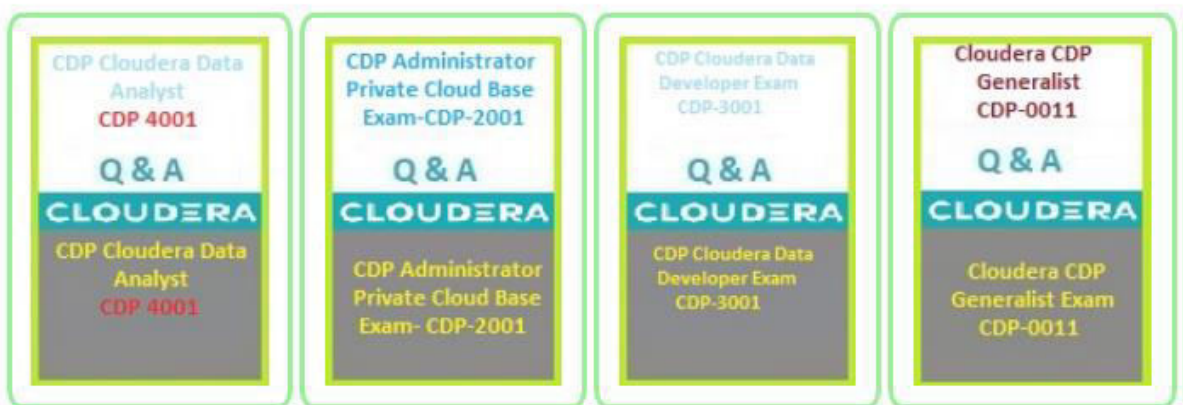 CDP Cloudera Data
Analyst
CDP 4001
Q & A
CLOUDERA
CDP Cloudera Data
Analyst
CDP 4001
CDP Administrator
Private Cloud Base
Exam-CDP-2001
Q & A
CLOUDERA
CDP Administrator
Private Cloud Base
Exam- CDP-2001
CDP Cloudera Data
Developer Exam
CDP-3001
Q & A
CLOUDERA
CDP Cloudera Data
Developer Exam
CDP-3001
Cloudera CDP
Generalist
CDP-0011
Q & A
CLOUDERA
Cloudera CDP
Generalist Exam
CDP-0011